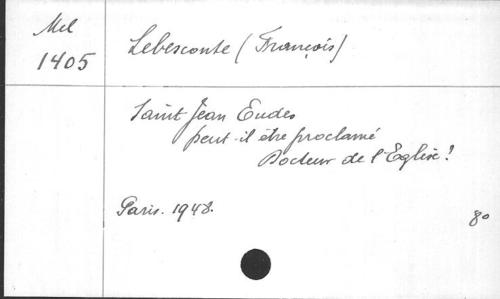 Mel
1405
Lebesconte (François)
Saint Jean Eudes
peut-il être proclamé
Docteur de l'Eglise?
Paris. 1948.
8°